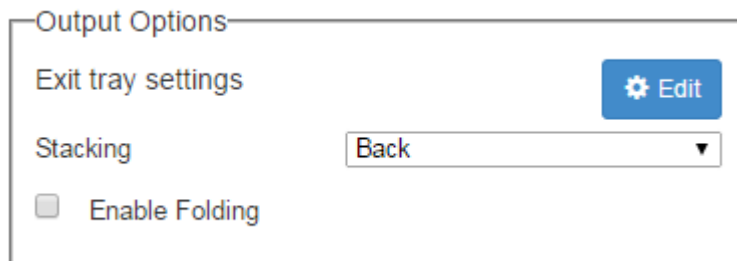 Output Options
Exit tray settings
Edit
Stacking
Back
Enable Folding